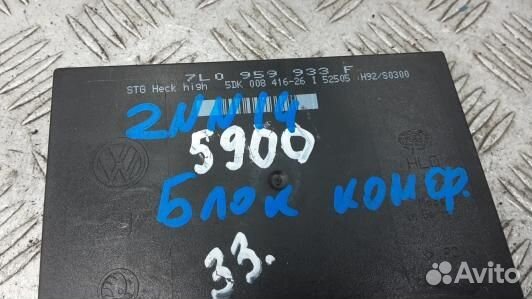 7L0 959 933 F
STG Heck high 5DK 008 416-26 I 52505 H92/S0300
2NN14
5900
Блок комф.
33.
Avito